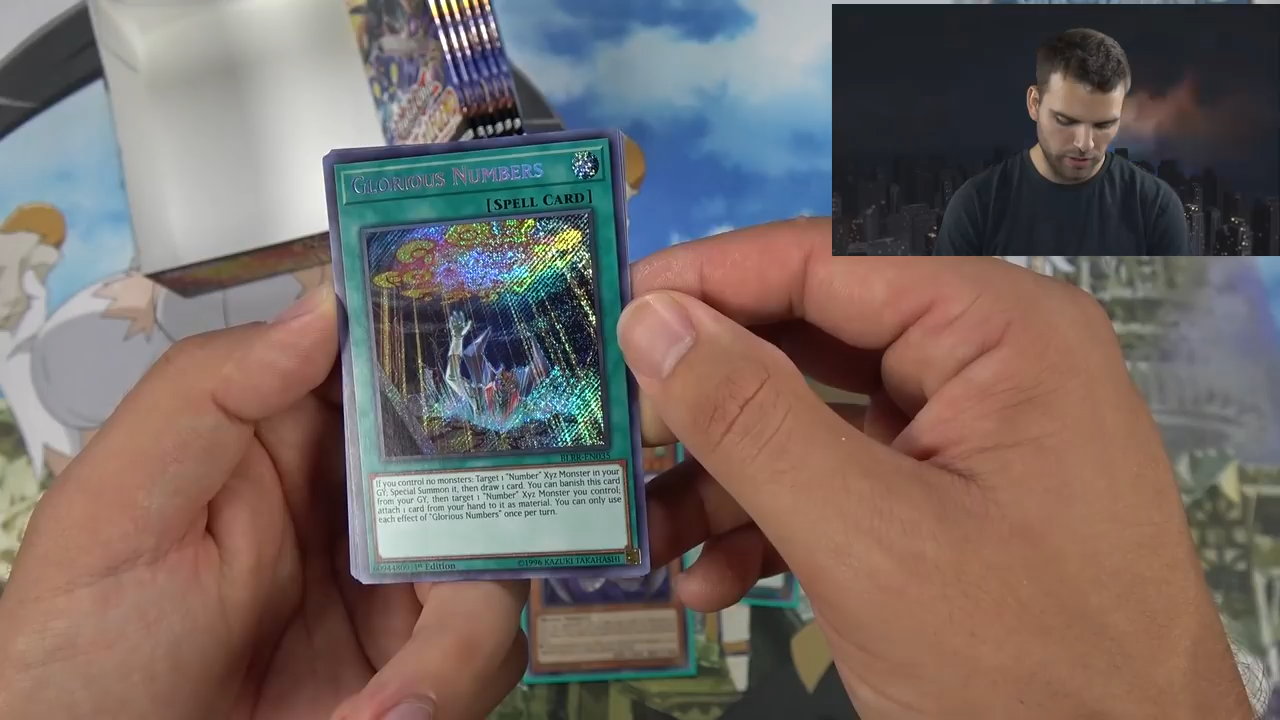 GLORIOUS NUMBERS
[SPELL CARD]
BLRR-EN035
If you control no monsters: Target 1 "Number" Xyz Monster in your
GY; Special Summon it, then draw 1 card. You can banish this card
from your GY, then target 1 "Number" Xyz Monster you control;
attach 1 card from your hand to it as material. You can only use
each effect of "Glorious Numbers" once per turn.
60944809 1st Edition
©1996 KAZUKI TAKAHASHI